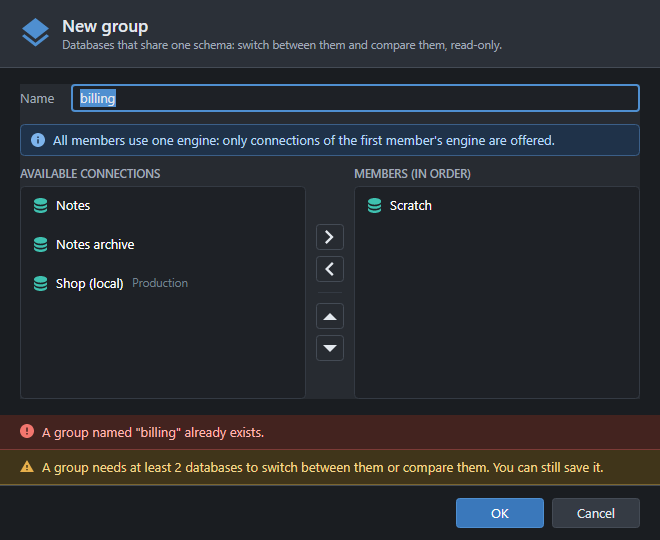 New group
Databases that share one schema: switch between them and compare them, read-only.
Name
billing
All members use one engine: only connections of the first member's engine are offered.
AVAILABLE CONNECTIONS
Notes
Notes archive
Shop (local) Production
MEMBERS (IN ORDER)
Scratch
A group named "billing" already exists.
A group needs at least 2 databases to switch between them or compare them. You can still save it.
OK
Cancel